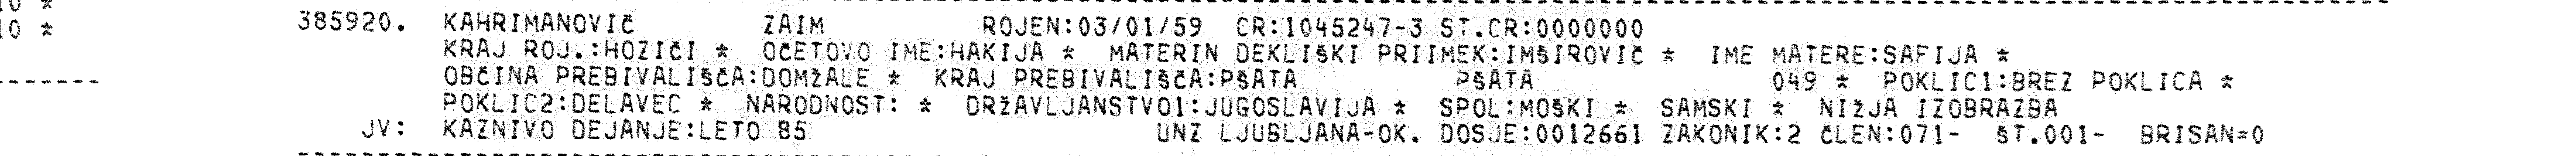 10 *
385920. KAHRIMANOVIČ ZAIM ROJEN:03/01/59 CR:1045247-3 ST.CR:0000000
10 *
KRAJ ROJ.:HOZIČI * OČETOVO IME:HAKIJA * MATERIN DEKLIŠKI PRIIMEK:IMŠIROVIČ * IME MATERE:SAFIJA *
OBČINA PREBIVALIŠČA:DOMŽALE * KRAJ PREBIVALIŠČA:PŠATA PŠATA 049 * POKLIC1:BREZ POKLICA *
POKLIC2:DELAVEC * NARODNOST: * DRŽAVLJANSTVO1:JUGOSLAVIJA * SPOL:MOŠKI * SAMSKI * NIŽJA IZOBRAZBA
JV: KAZNIVO DEJANJE:LETO 85 UNZ LJUBLJANA-OK. DOSJE:0012661 ZAKONIK:2 ČLEN:071- ŠT.001- BRISAN=0